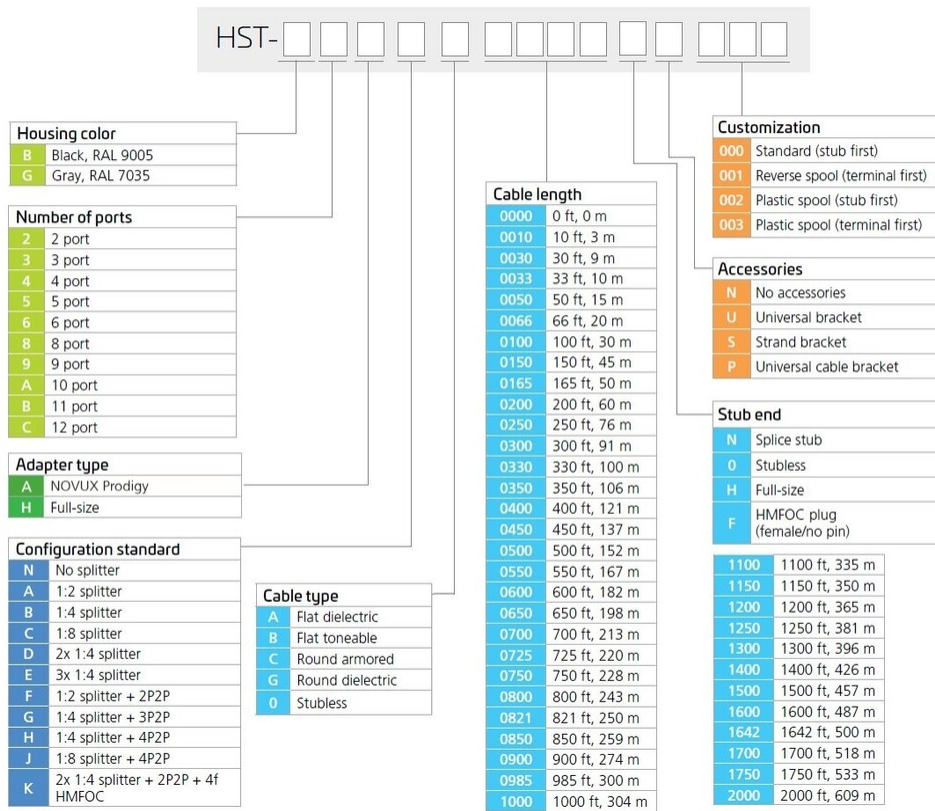 HST-
Housing color
B Black, RAL 9005
G Gray, RAL 7035
Number of ports
2 2 port
3 3 port
4 4 port
5 5 port
6 6 port
8 8 port
9 9 port
A 10 port
B 11 port
C 12 port
Adapter type
A NOVUX Prodigy
H Full-size
Configuration standard
N No splitter
A 1:2 splitter
B 1:4 splitter
C 1:8 splitter
D 2x 1:4 splitter
E 3x 1:4 splitter
F 1:2 splitter + 2P2P
G 1:4 splitter + 3P2P
H 1:4 splitter + 4P2P
J 1:8 splitter + 4P2P
K 2x 1:4 splitter + 2P2P + 4f
HMFOC
Cable type
A Flat dielectric
B Flat toneable
C Round armored
G Round dielectric
0 Stubless
Cable length
0000 0 ft, 0 m
0010 10 ft, 3 m
0030 30 ft, 9 m
0033 33 ft, 10 m
0050 50 ft, 15 m
0066 66 ft, 20 m
0100 100 ft, 30 m
0150 150 ft, 45 m
0165 165 ft, 50 m
0200 200 ft, 60 m
0250 250 ft, 76 m
0300 300 ft, 91 m
0330 330 ft, 100 m
0350 350 ft, 106 m
0400 400 ft, 121 m
0450 450 ft, 137 m
0500 500 ft, 152 m
0550 550 ft, 167 m
0600 600 ft, 182 m
0650 650 ft, 198 m
0700 700 ft, 213 m
0725 725 ft, 220 m
0750 750 ft, 228 m
0800 800 ft, 243 m
0821 821 ft, 250 m
0850 850 ft, 259 m
0900 900 ft, 274 m
0985 985 ft, 300 m
1000 1000 ft, 304 m
1100 1100 ft, 335 m
1150 1150 ft, 350 m
1200 1200 ft, 365 m
1250 1250 ft, 381 m
1300 1300 ft, 396 m
1400 1400 ft, 426 m
1500 1500 ft, 457 m
1600 1600 ft, 487 m
1642 1642 ft, 500 m
1700 1700 ft, 518 m
1750 1750 ft, 533 m
2000 2000 ft, 609 m
Stub end
N Splice stub
0 Stubless
H Full-size
F HMFOC plug
(female/no pin)
Accessories
N No accessories
U Universal bracket
S Strand bracket
P Universal cable bracket
Customization
000 Standard (stub first)
001 Reverse spool (terminal first)
002 Plastic spool (stub first)
003 Plastic spool (terminal first)